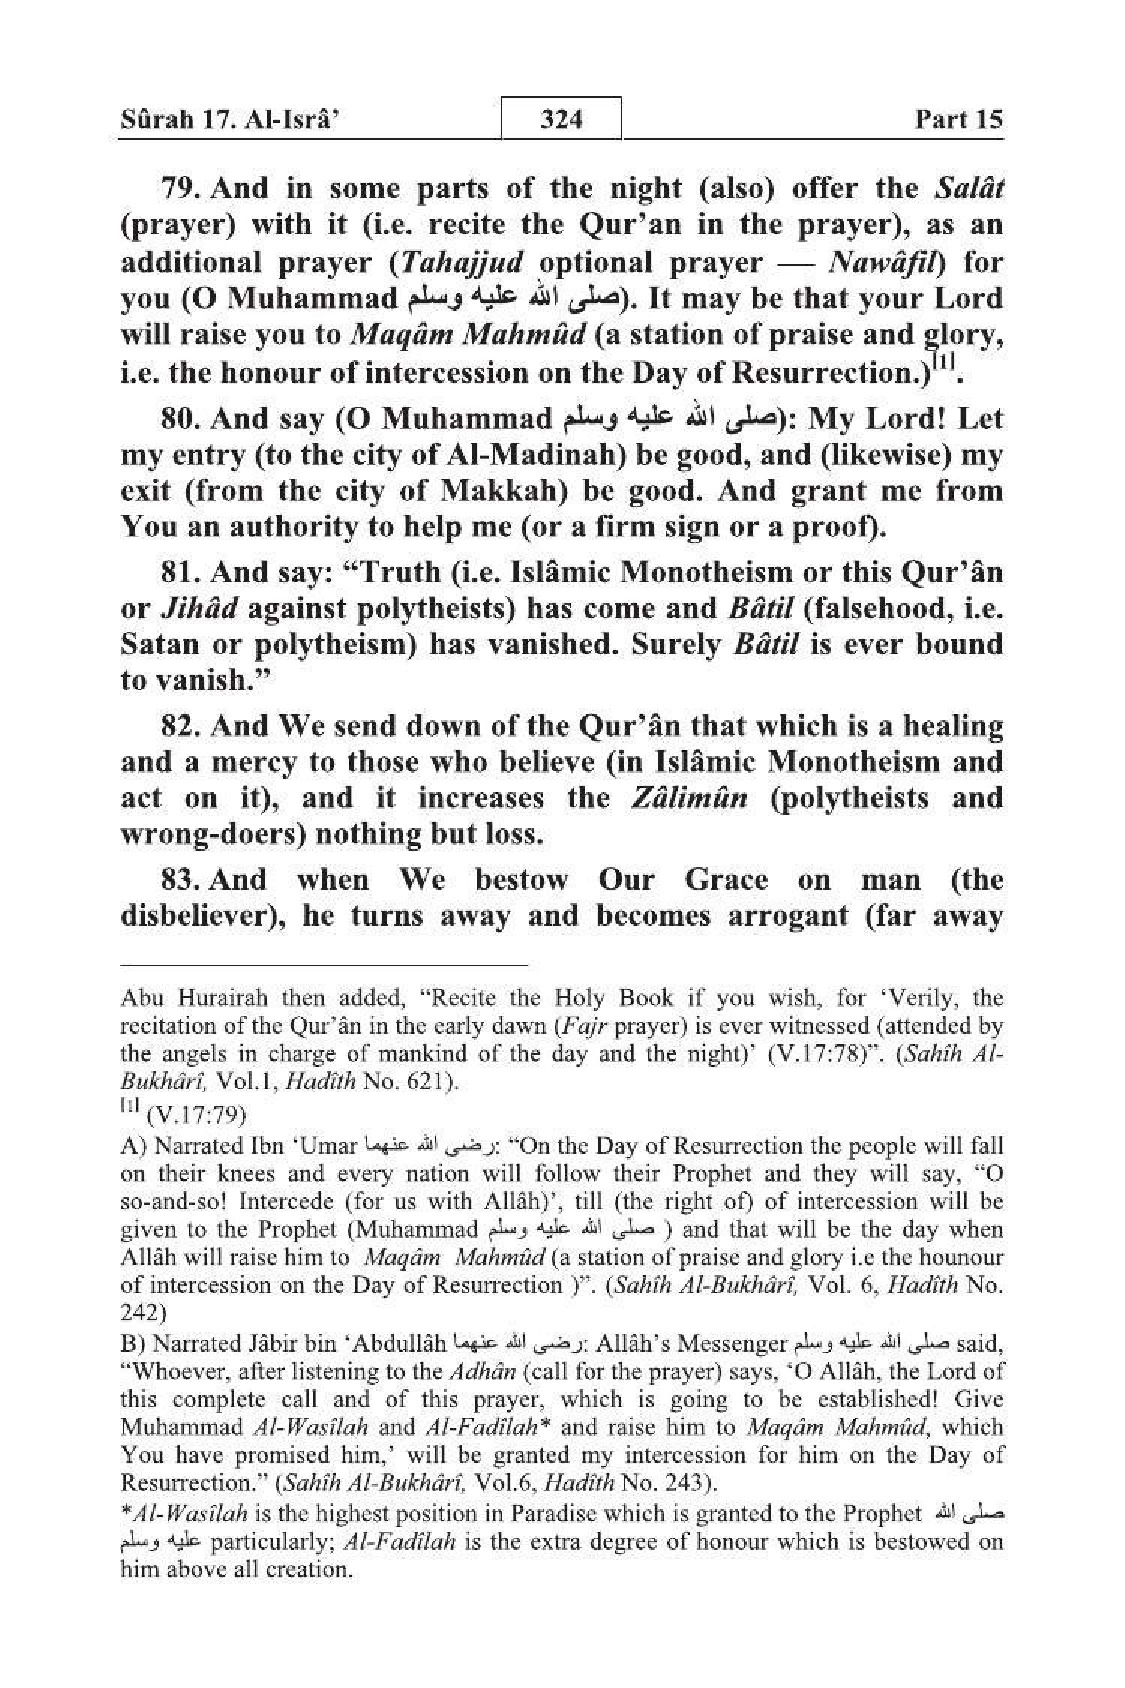 Sûrah 17. Al-Isrâ’ 324 Part 15
79. And in some parts of the night (also) offer the Salât
(prayer) with it (i.e. recite the Qur’an in the prayer), as an
additional prayer (Tahajjud optional prayer — Nawâfil) for
you (O Muhammad صلى الله عليه وسلم). It may be that your Lord
will raise you to Maqâm Mahmûd (a station of praise and glory,
i.e. the honour of intercession on the Day of Resurrection.)[1].
80. And say (O Muhammad صلى الله عليه وسلم): My Lord! Let
my entry (to the city of Al-Madinah) be good, and (likewise) my
exit (from the city of Makkah) be good. And grant me from
You an authority to help me (or a firm sign or a proof).
81. And say: “Truth (i.e. Islâmic Monotheism or this Qur’ân
or Jihâd against polytheists) has come and Bâtil (falsehood, i.e.
Satan or polytheism) has vanished. Surely Bâtil is ever bound
to vanish.”
82. And We send down of the Qur’ân that which is a healing
and a mercy to those who believe (in Islâmic Monotheism and
act on it), and it increases the Zâlimûn (polytheists and
wrong-doers) nothing but loss.
83. And when We bestow Our Grace on man (the
disbeliever), he turns away and becomes arrogant (far away
Abu Hurairah then added, “Recite the Holy Book if you wish, for ‘Verily, the
recitation of the Qur’ân in the early dawn (Fajr prayer) is ever witnessed (attended by
the angels in charge of mankind of the day and the night)’ (V.17:78)”. (Sahîh Al-
Bukhârî, Vol.1, Hadîth No. 621).
[1] (V.17:79)
A) Narrated Ibn ‘Umar رضى الله عنهما: “On the Day of Resurrection the people will fall
on their knees and every nation will follow their Prophet and they will say, “O
so-and-so! Intercede (for us with Allâh)’, till (the right of) of intercession will be
given to the Prophet (Muhammad صلى الله عليه وسلم ) and that will be the day when
Allâh will raise him to Maqâm Mahmûd (a station of praise and glory i.e the hounour
of intercession on the Day of Resurrection )”. (Sahîh Al-Bukhârî, Vol. 6, Hadîth No.
242)
B) Narrated Jâbir bin ‘Abdullâh رضى الله عنهما: Allâh’s Messenger صلى الله عليه وسلم said,
“Whoever, after listening to the Adhân (call for the prayer) says, ‘O Allâh, the Lord of
this complete call and of this prayer, which is going to be established! Give
Muhammad Al-Wasîlah and Al-Fadîlah* and raise him to Maqâm Mahmûd, which
You have promised him,’ will be granted my intercession for him on the Day of
Resurrection.” (Sahîh Al-Bukhârî, Vol.6, Hadîth No. 243).
*Al-Wasîlah is the highest position in Paradise which is granted to the Prophet صلى الله
عليه وسلم particularly; Al-Fadîlah is the extra degree of honour which is bestowed on
him above all creation.